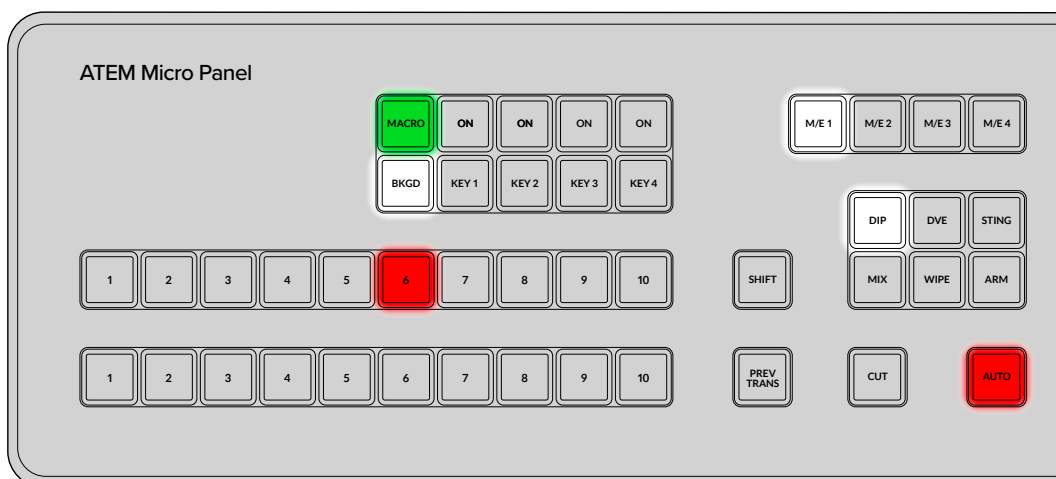 ATEM Micro Panel
MACRO ON ON ON ON
M/E 1 M/E 2 M/E 3 M/E 4
BKGD KEY 1 KEY 2 KEY 3 KEY 4
DIP DVE STING
1 2 3 4 5 6 7 8 9 10
SHIFT
MIX WIPE ARM
1 2 3 4 5 6 7 8 9 10
PREV
TRANS
CUT
AUTO